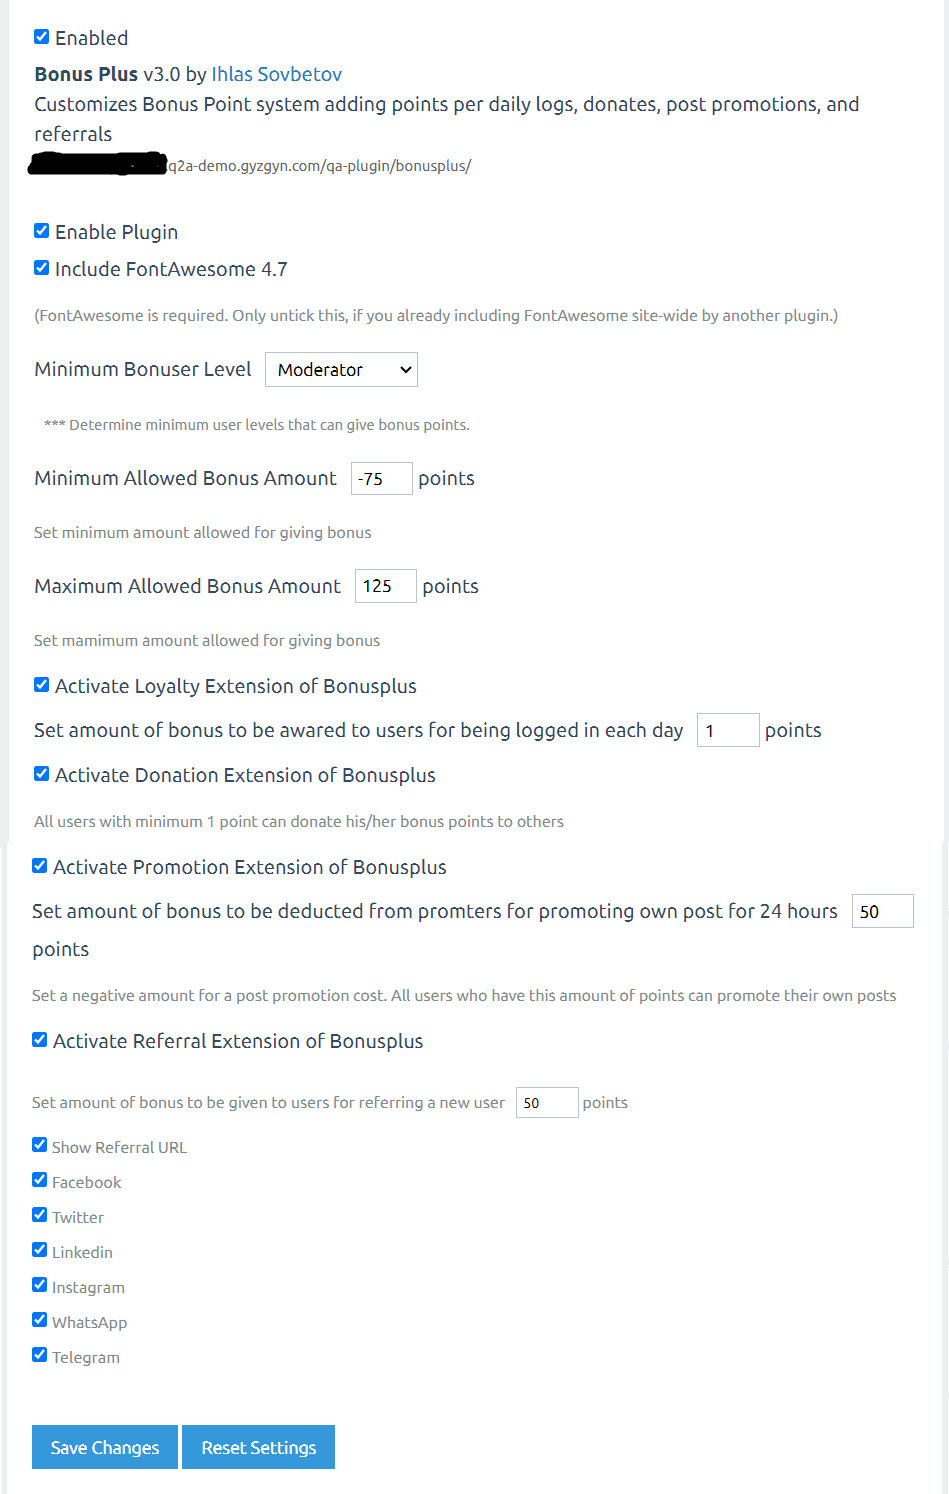 Enabled
Bonus Plus v3.0 by Ihlas Sovbetov
Customizes Bonus Point system adding points per daily logs, donates, post promotions, and
referrals
q2a-demo.gyzgyn.com/qa-plugin/bonusplus/
Enable Plugin
Include FontAwesome 4.7
(FontAwesome is required. Only untick this, if you already including FontAwesome site-wide by another plugin.)
Minimum Bonuser Level Moderator
*** Determine minimum user levels that can give bonus points.
Minimum Allowed Bonus Amount -75 points
Set minimum amount allowed for giving bonus
Maximum Allowed Bonus Amount 125 points
Set mamimum amount allowed for giving bonus
Activate Loyalty Extension of Bonusplus
Set amount of bonus to be awared to users for being logged in each day 1 points
Activate Donation Extension of Bonusplus
All users with minimum 1 point can donate his/her bonus points to others
Activate Promotion Extension of Bonusplus
Set amount of bonus to be deducted from promters for promoting own post for 24 hours 50
points
Set a negative amount for a post promotion cost. All users who have this amount of points can promote their own posts
Activate Referral Extension of Bonusplus
Set amount of bonus to be given to users for referring a new user 50 points
Show Referral URL
Facebook
Twitter
Linkedin
Instagram
WhatsApp
Telegram
Save Changes Reset Settings